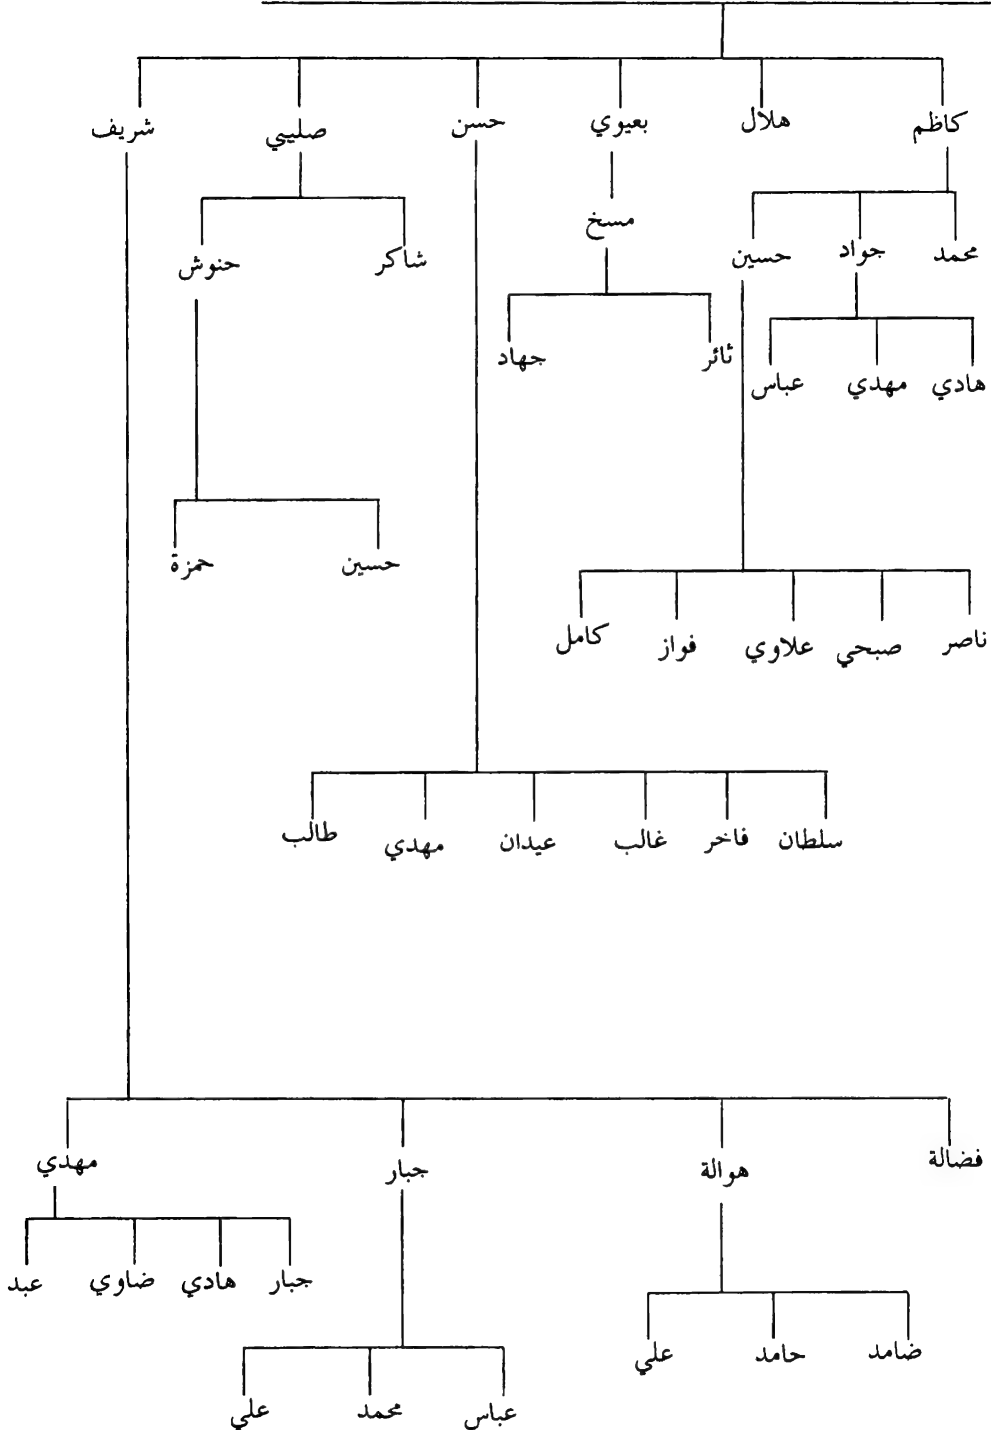 كاظم هلال بعيوي حسن صليبي شريف
مسخ
محمد جواد حسين شاكر حنوش
ثائر جهاد
هادي مهدي عباس
حسين حمزة
ناصر صبحي علاوي فواز كامل
سلطان فاخر غالب عيدان مهدي طالب
فضالة هوالة جبار مهدي
جبار هادي ضاوي عبد
ضامد حامد علي
عباس محمد علي